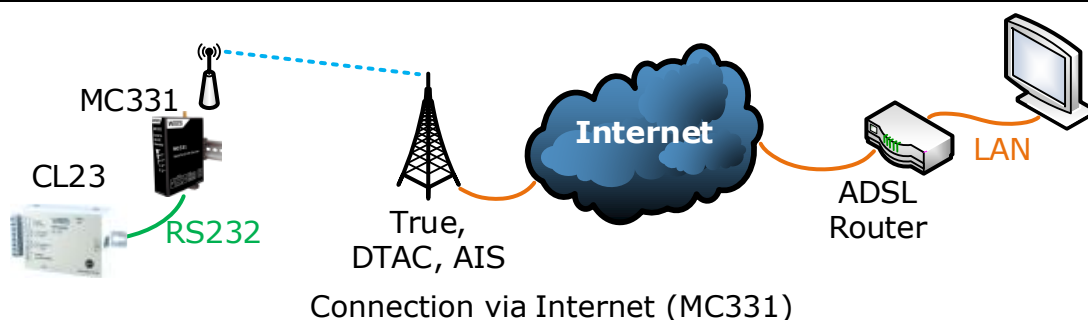 MC331
CL23
RS232
True,
DTAC, AIS
Internet
ADSL
Router
LAN
Connection via Internet (MC331)